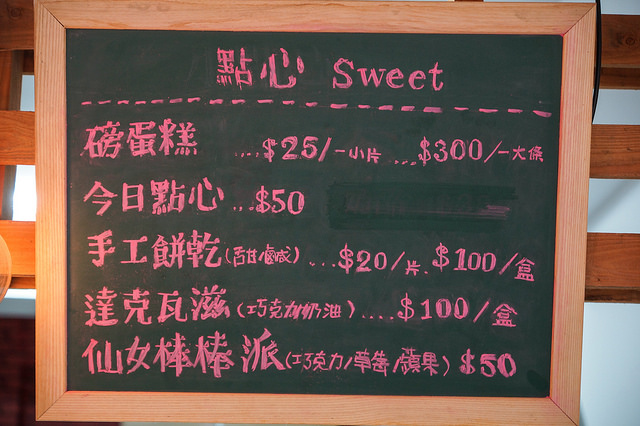 點心 Sweet
磅蛋糕 ....$25/一小片 ....$300/一大條
今日點心...$50
手工餅乾(甜鹹)...$20/片.$100/盒
達克瓦滋(巧克力奶油)....$100/盒
仙女棒棒派(巧克力/草莓/蘋果) $50